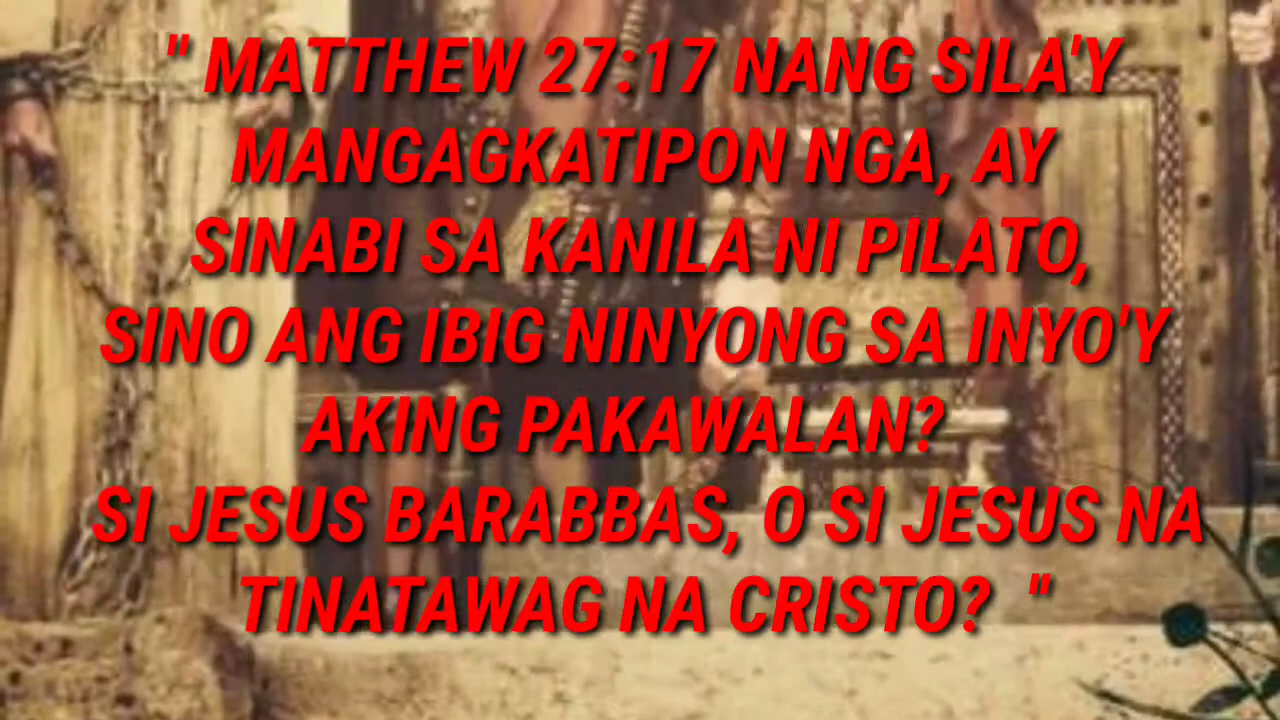 " MATTHEW 27:17 NANG SILA'Y
MANGAGKATIPON NGA, AY
SINABI SA KANILA NI PILATO,
SINO ANG IBIG NINYONG SA INYO'Y
AKING PAKAWALAN?
SI JESUS BARABBAS, O SI JESUS NA
TINATAWAG NA CRISTO? "